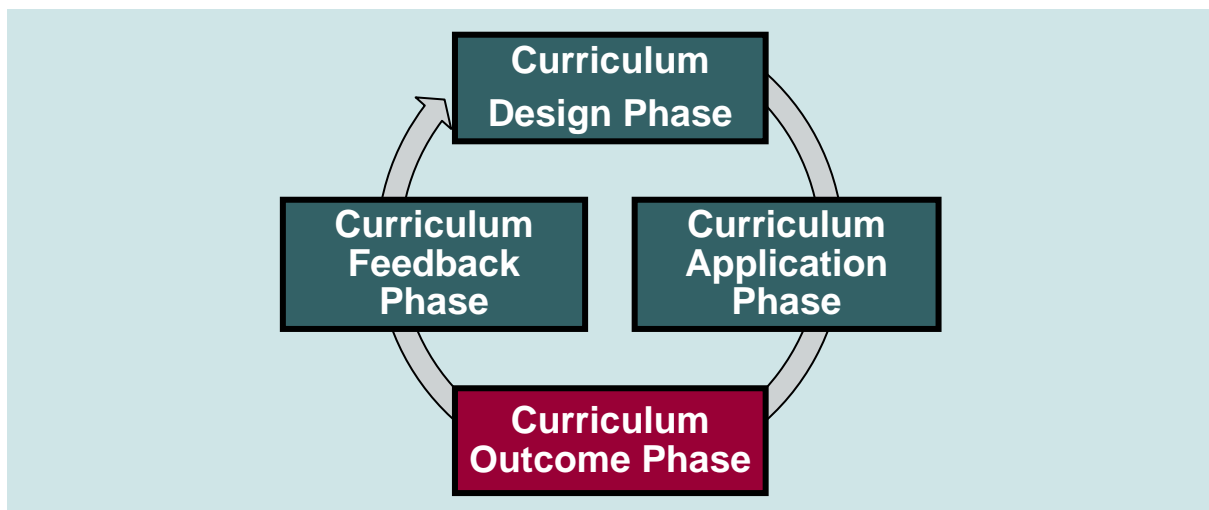 Curriculum
Design Phase
Curriculum
Feedback
Phase
Curriculum
Application
Phase
Curriculum
Outcome Phase